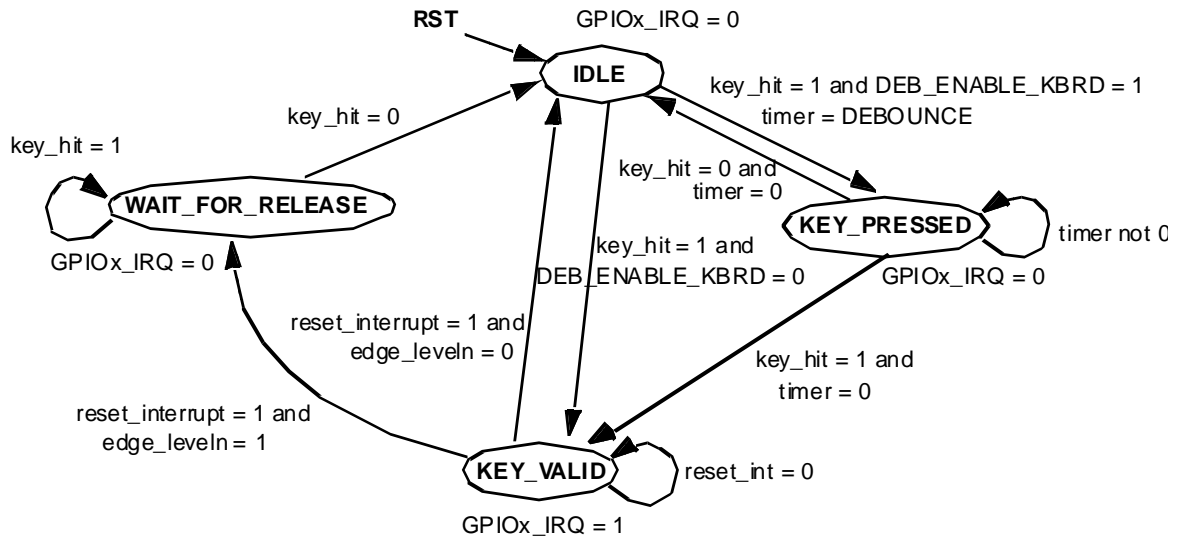 RST
GPIOx_IRQ = 0
IDLE
key_hit = 1 and DEB_ENABLE_KBRD = 1
timer = DEBOUNCE
key_hit = 0
key_hit = 1
key_hit = 0 and
timer = 0
WAIT_FOR_RELEASE
KEY_PRESSED
timer not 0
GPIOx_IRQ = 0
key_hit = 1 and
DEB_ENABLE_KBRD = 0
GPIOx_IRQ = 0
reset_interrupt = 1 and
edge_leveln = 0
key_hit = 1 and
timer = 0
reset_interrupt = 1 and
edge_leveln = 1
KEY_VALID
reset_int = 0
GPIOx_IRQ = 1